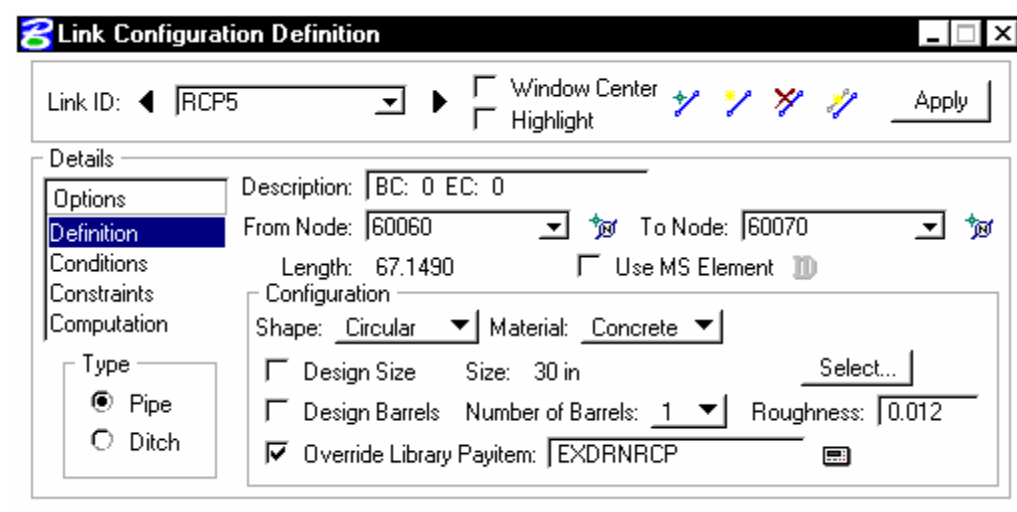 Link Configuration Definition
Link ID: RCP5 Window Center Apply
Highlight
Details
Options
Definition
Conditions
Constraints
Computation
Description: BC: 0 EC: 0
From Node: 60060 To Node: 60070
Length: 67.1490 Use MS Element ID
Configuration
Shape: Circular Material: Concrete
Design Size Size: 30 in Select...
Design Barrels Number of Barrels: 1 Roughness: 0.012
Override Library Payitem: EXDRNRCP
Type
Pipe
Ditch